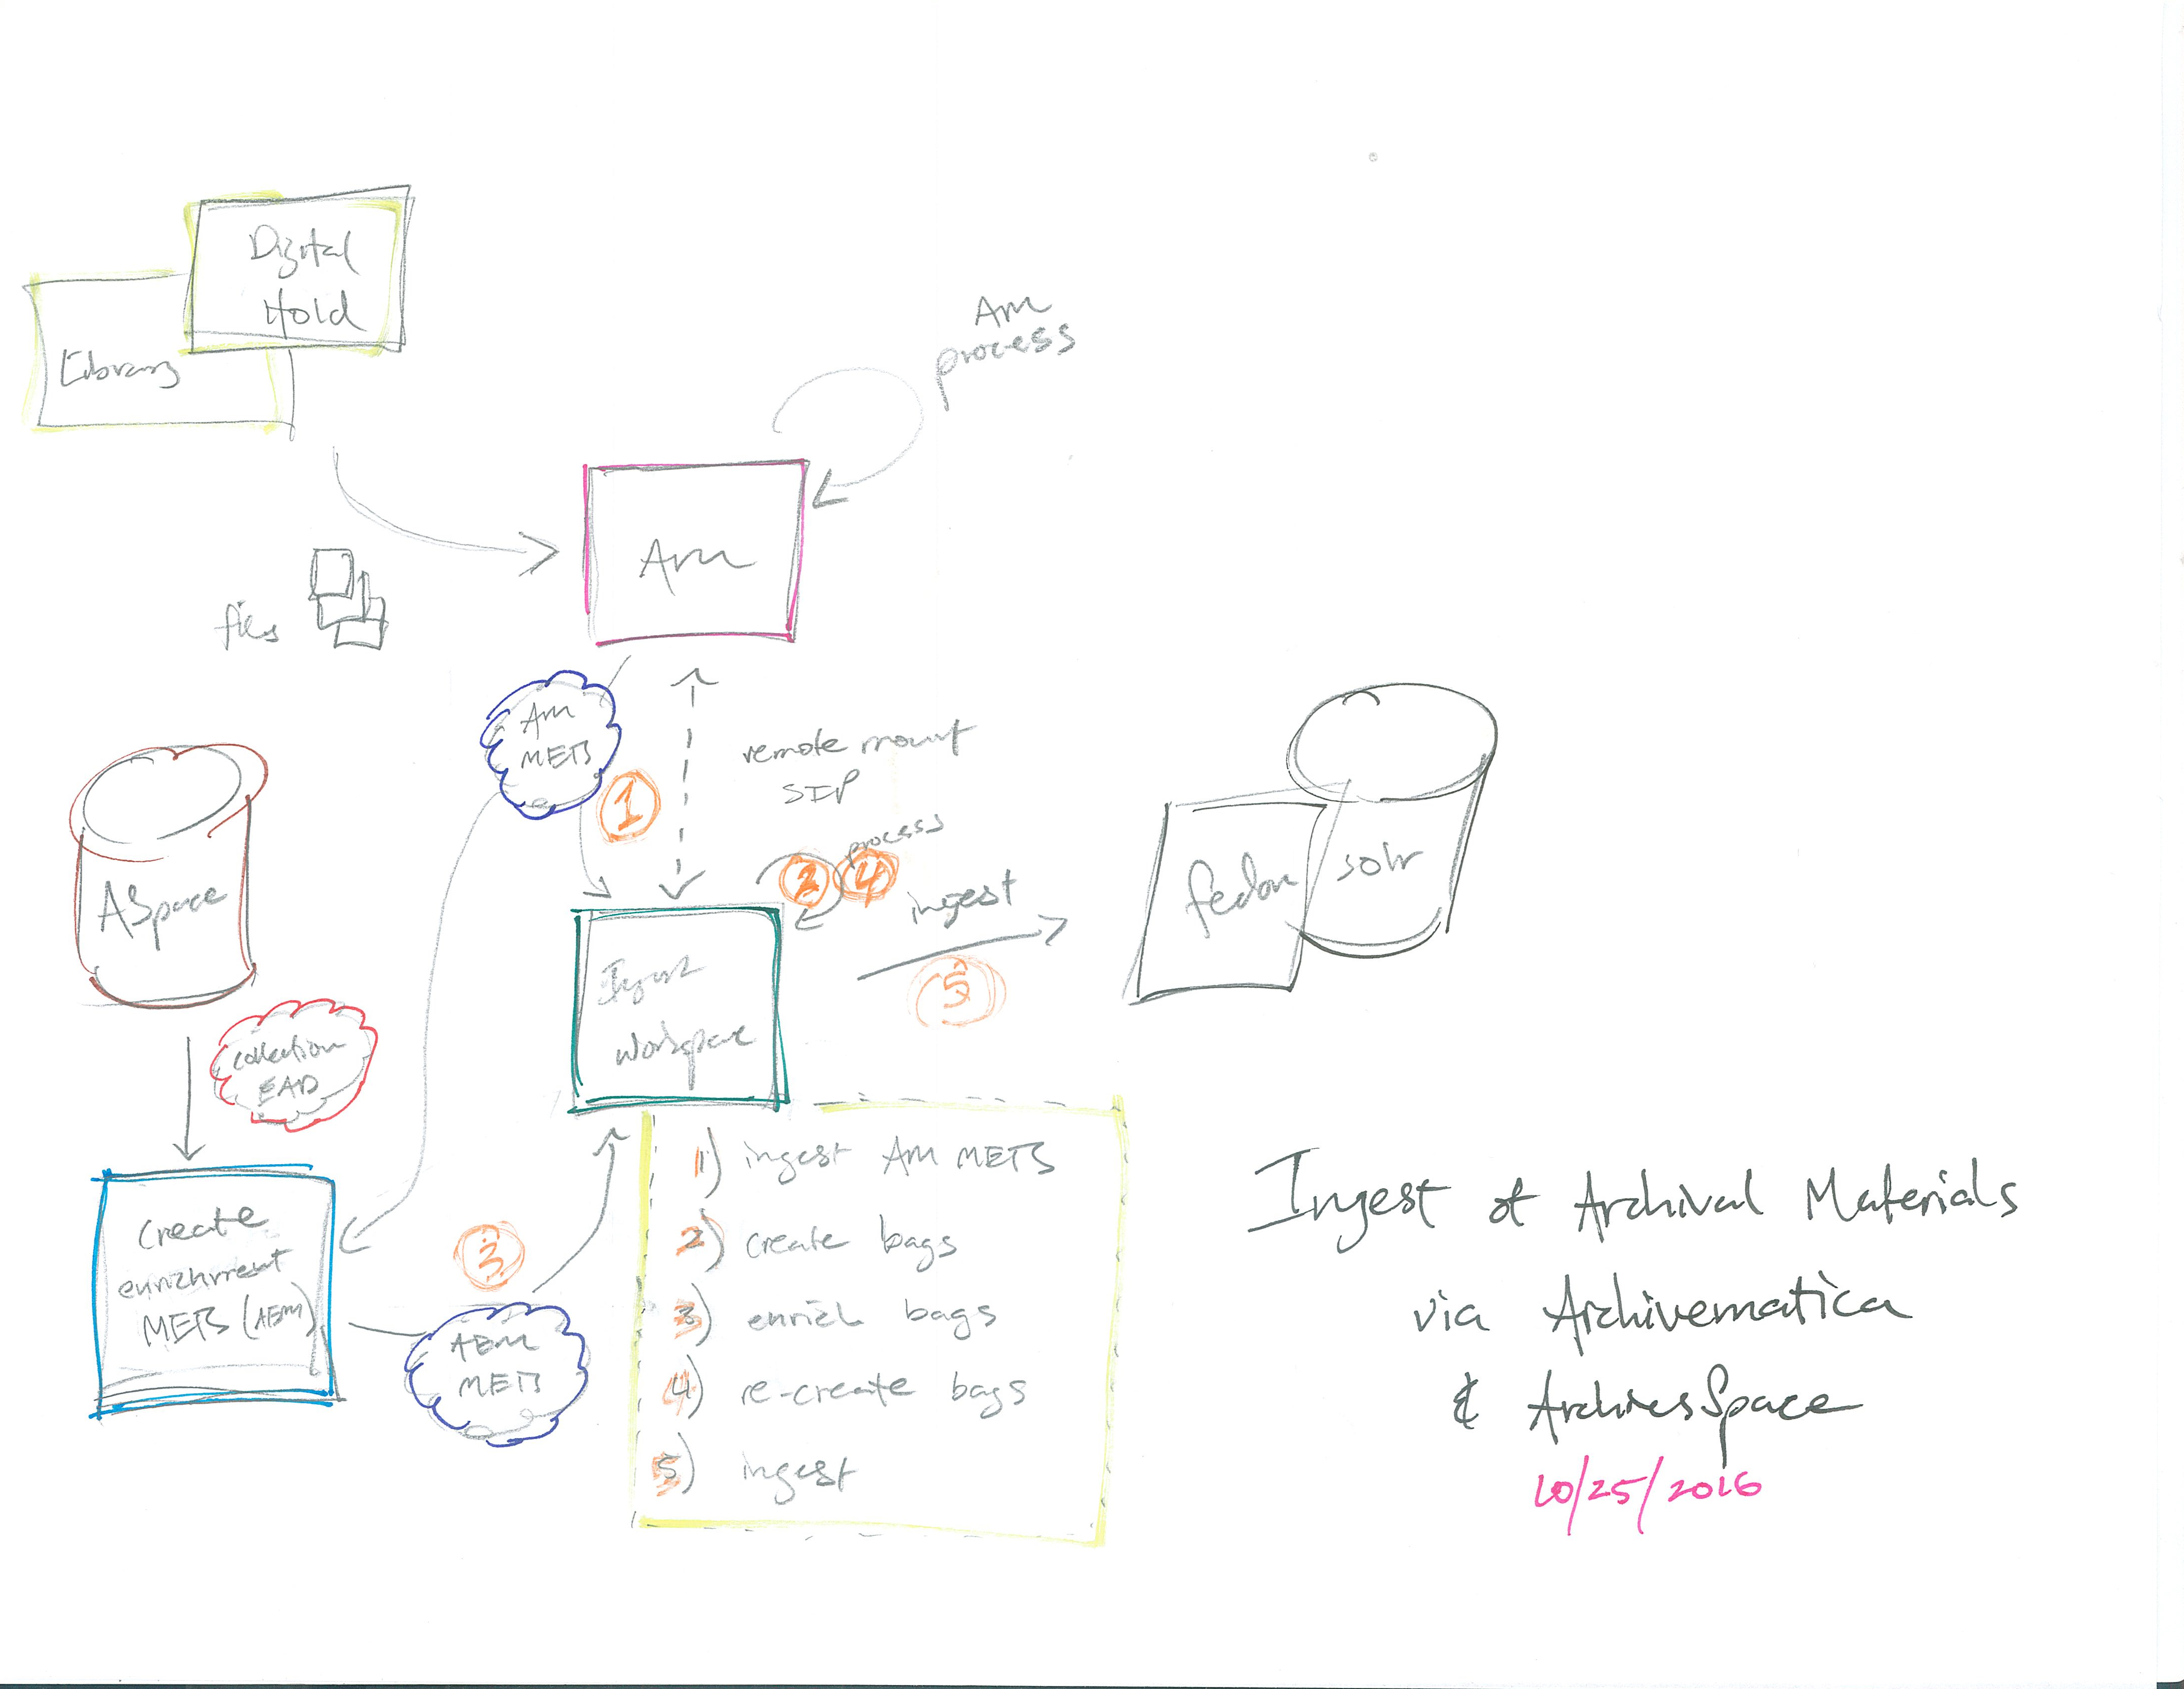 Digital
Hold
Library
Am
process
Am
files
Am
METS
1
remote mount
SIP
process
2
4
ingest
5
fedora
solr
ASpace
Ingest
workspace
collection
EAD
create
enrichment
METS (AEM)
3
AEM
METS
1) ingest AM METS
2) create bags
3) enrich bags
4) re-create bags
5) ingest
Ingest of Archival Materials
via Archivematica
& ArchivesSpace
10/25/2016